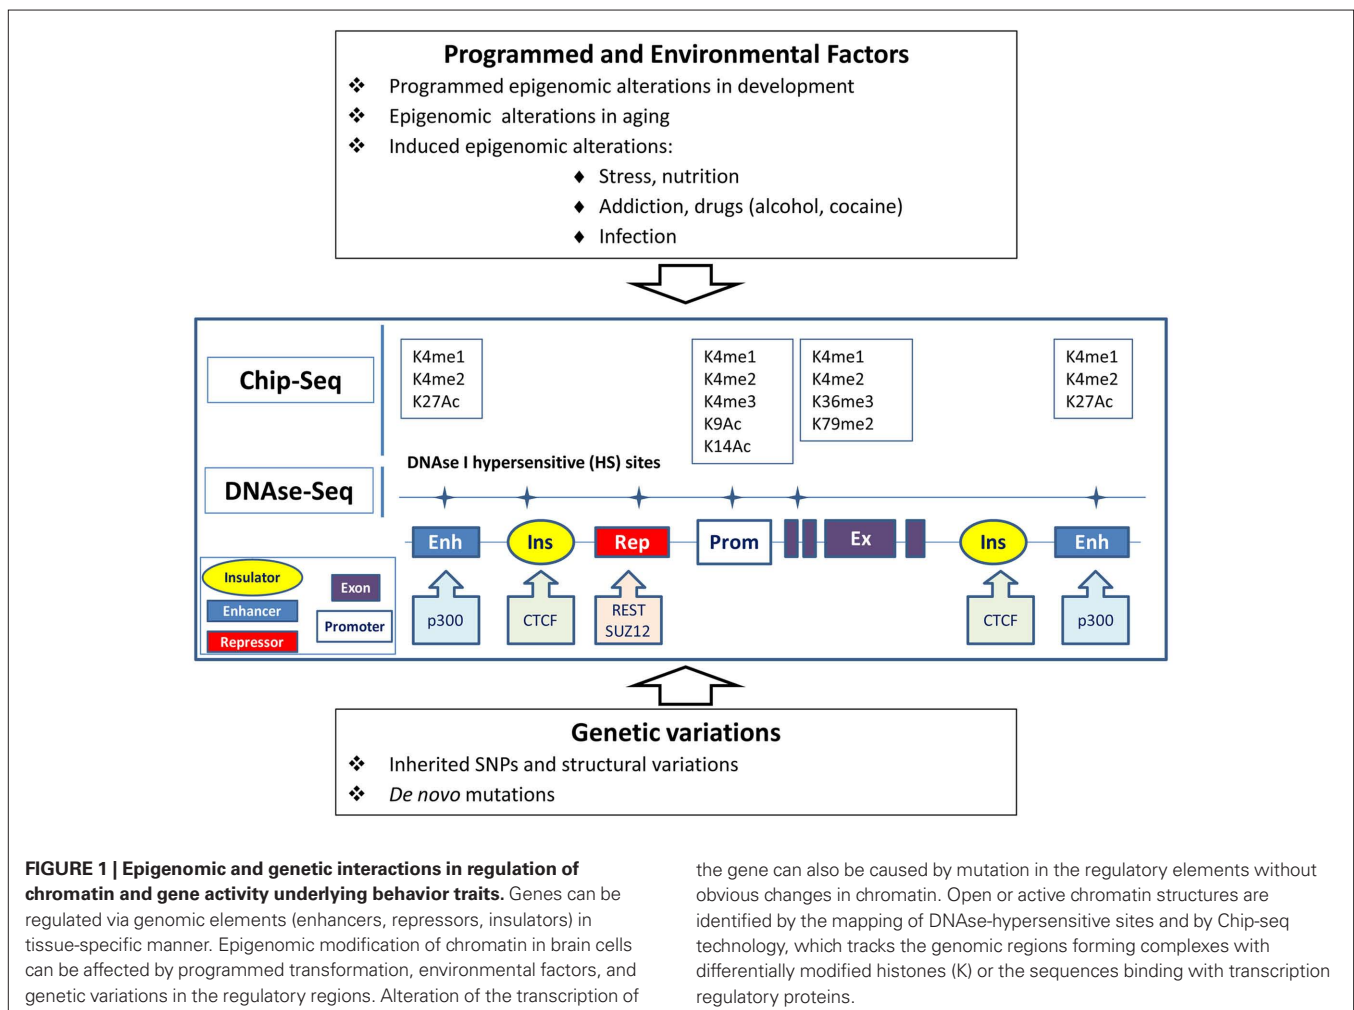 Programmed and Environmental Factors
❖ Programmed epigenomic alterations in development
❖ Epigenomic alterations in aging
❖ Induced epigenomic alterations:
♦ Stress, nutrition
♦ Addiction, drugs (alcohol, cocaine)
♦ Infection
Chip-Seq
K4me1
K4me2
K27Ac
K4me1
K4me2
K4me3
K9Ac
K14Ac
K4me1
K4me2
K36me3
K79me2
K4me1
K4me2
K27Ac
DNAse-Seq
DNAse I hypersensitive (HS) sites
Enh
Ins
Rep
Prom
Ex
Ins
Enh
Insulator
Enhancer
Repressor
Exon
Promoter
p300
CTCF
REST
SUZ12
CTCF
p300
Genetic variations
❖ Inherited SNPs and structural variations
❖ De novo mutations
FIGURE 1 | Epigenomic and genetic interactions in regulation of
chromatin and gene activity underlying behavior traits. Genes can be
regulated via genomic elements (enhancers, repressors, insulators) in
tissue-specific manner. Epigenomic modification of chromatin in brain cells
can be affected by programmed transformation, environmental factors, and
genetic variations in the regulatory regions. Alteration of the transcription of
the gene can also be caused by mutation in the regulatory elements without
obvious changes in chromatin. Open or active chromatin structures are
identified by the mapping of DNAse-hypersensitive sites and by Chip-seq
technology, which tracks the genomic regions forming complexes with
differentially modified histones (K) or the sequences binding with transcription
regulatory proteins.